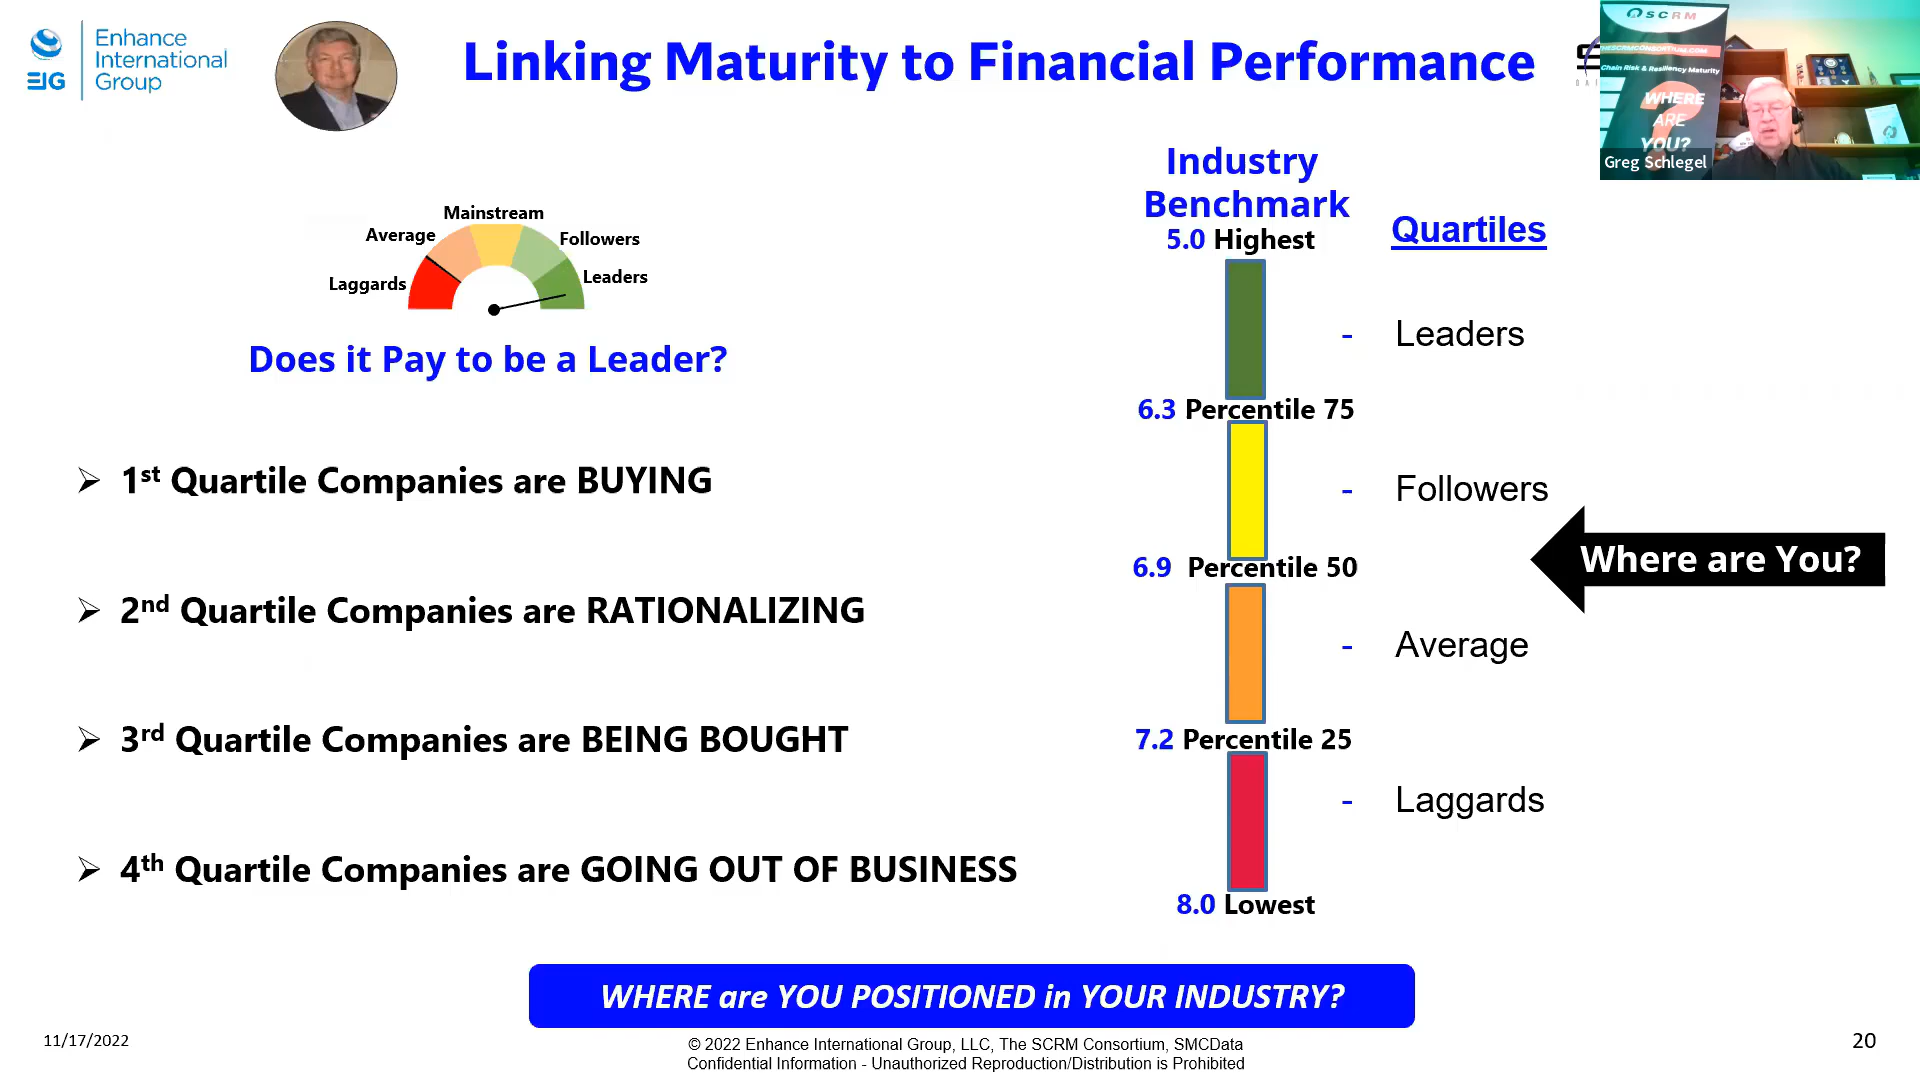 EIG
Enhance
International
Group
Linking Maturity to Financial Performance
SCRM
THESCRMCONSORTIUM.COM
Chain Risk & Resiliency Maturity
WHERE
ARE
YOU?
Greg Schlegel
Mainstream
Average
Followers
Laggards
Leaders
Does it Pay to be a Leader?
➢ 1st Quartile Companies are BUYING
➢ 2nd Quartile Companies are RATIONALIZING
➢ 3rd Quartile Companies are BEING BOUGHT
➢ 4th Quartile Companies are GOING OUT OF BUSINESS
Industry
Benchmark
5.0 Highest
6.3 Percentile 75
6.9 Percentile 50
7.2 Percentile 25
8.0 Lowest
Quartiles
- Leaders
- Followers
- Average
- Laggards
Where are You?
WHERE are YOU POSITIONED in YOUR INDUSTRY?
11/17/2022
© 2022 Enhance International Group, LLC, The SCRM Consortium, SMCData
Confidential Information - Unauthorized Reproduction/Distribution is Prohibited
20